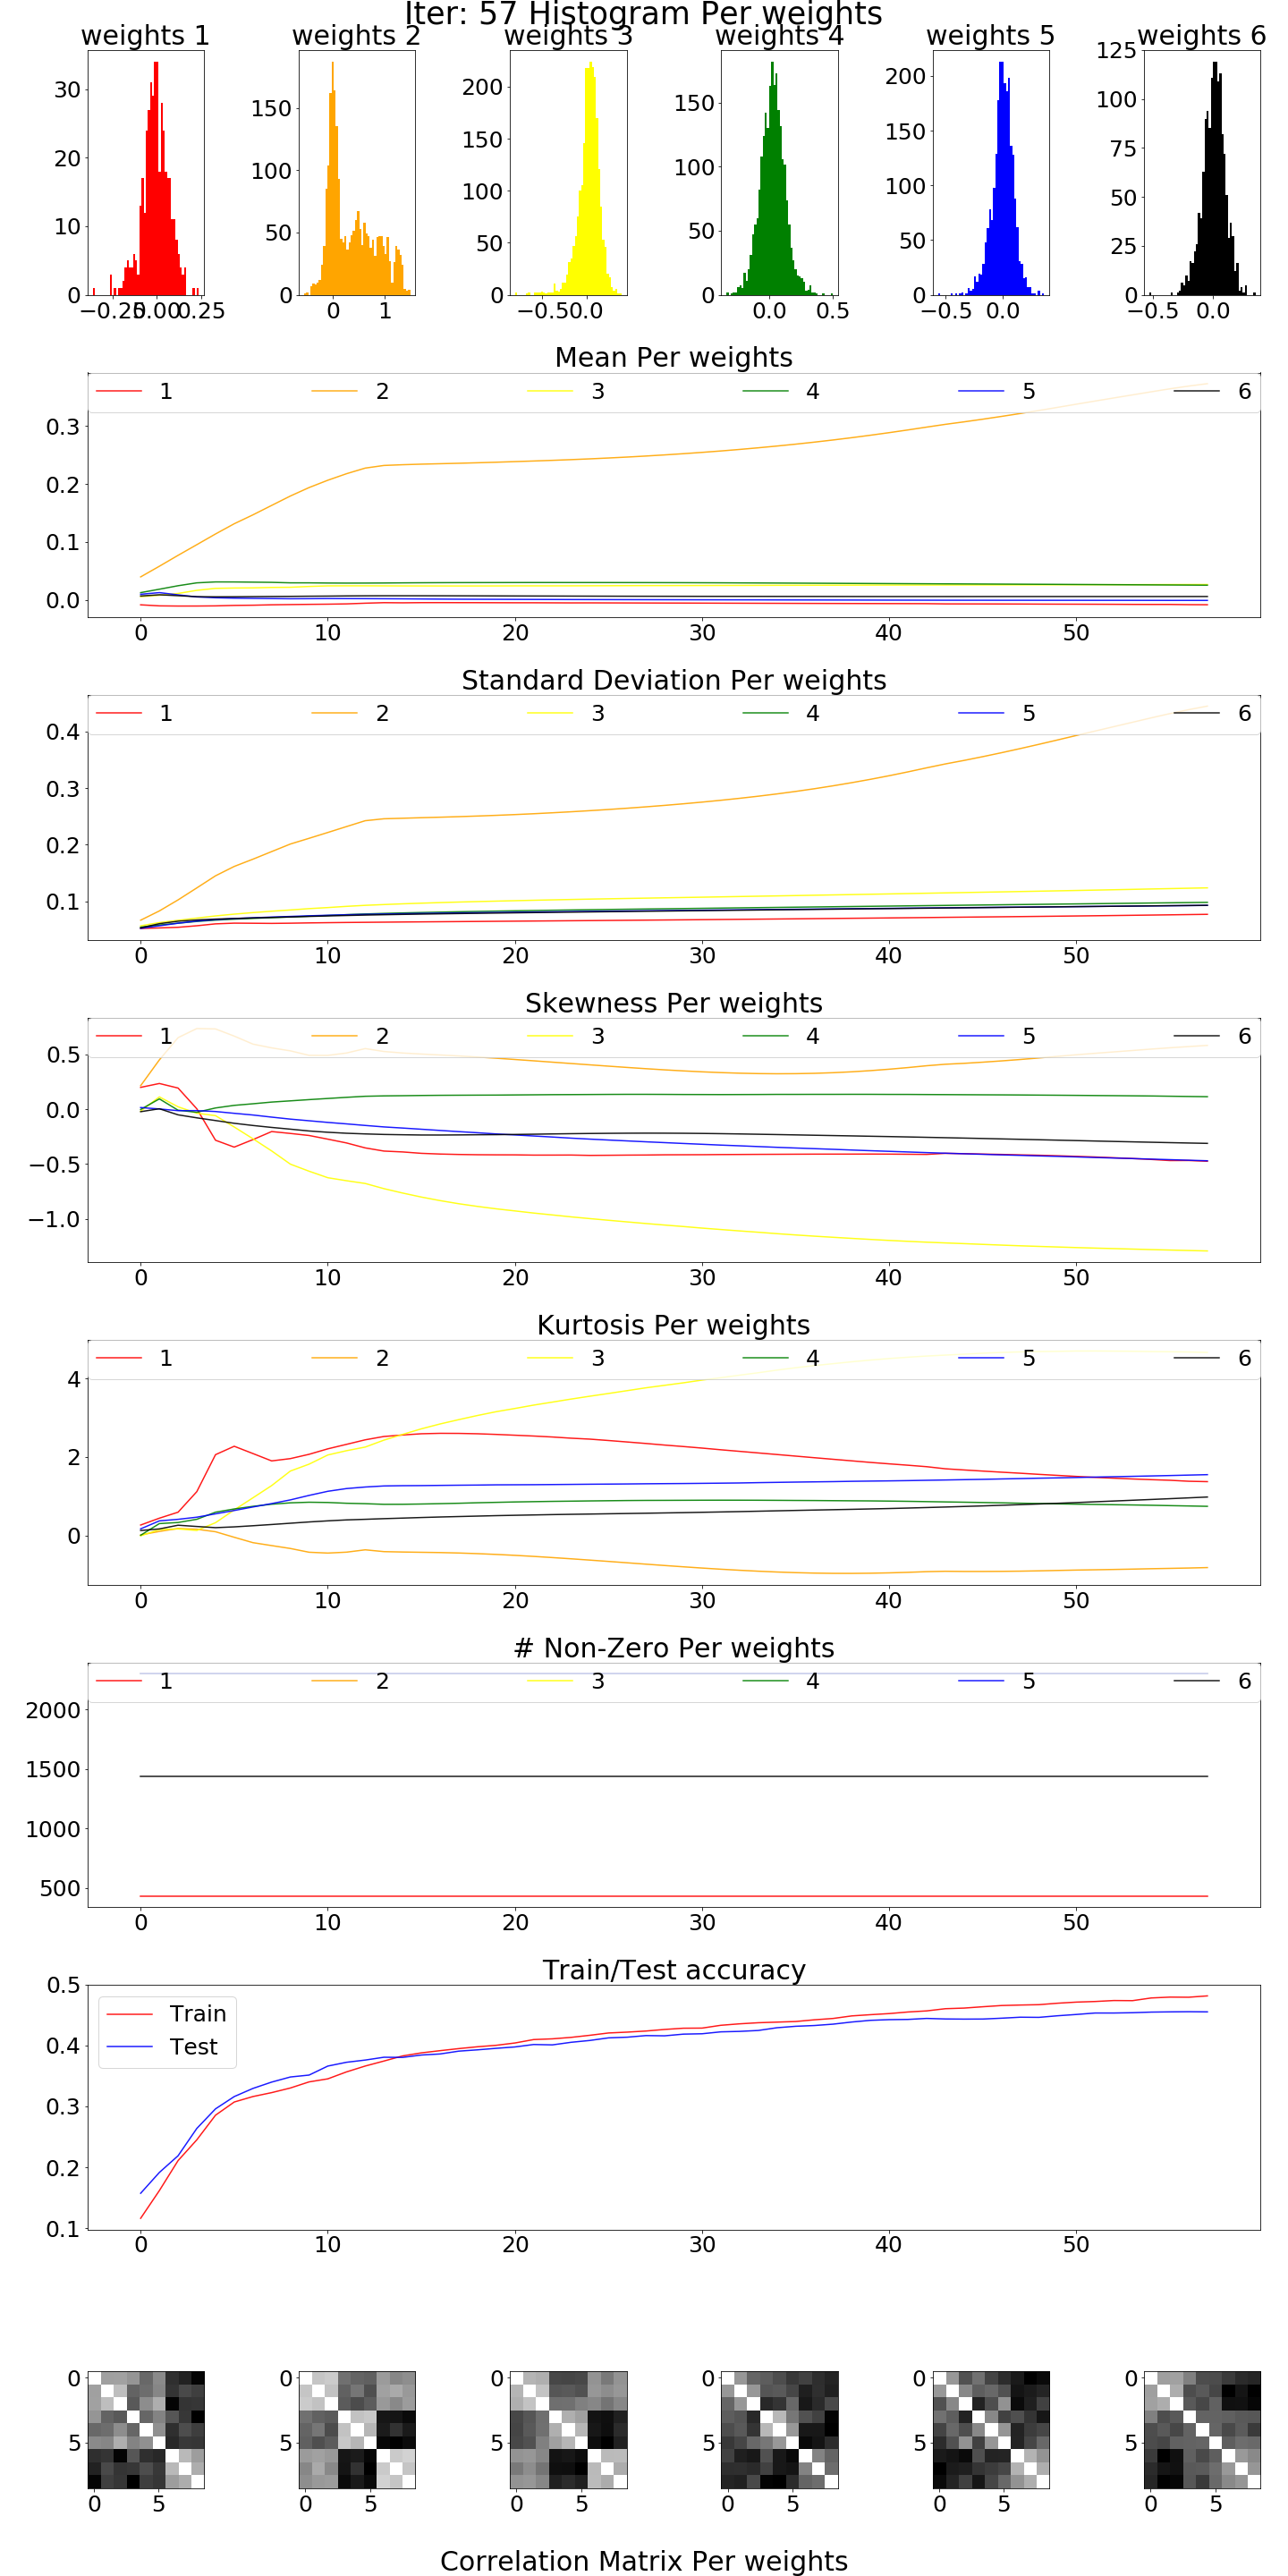 Iter: 57 Histogram Per weights
weights 1 weights 2 weights 3 weights 4 weights 5 weights 6
30
20
10
0
−0.25 0.00 0.25
150
100
50
0
0 1
200
150
100
50
0
−0.5 0.0
150
100
50
0
0.0 0.5
200
150
100
50
0
−0.5 0.0
125
100
75
50
25
0
−0.5 0.0
Mean Per weights
1 2 3 4 5 6
0.3
0.2
0.1
0.0
0 10 20 30 40 50
Standard Deviation Per weights
1 2 3 4 5 6
0.4
0.3
0.2
0.1
0 10 20 30 40 50
Skewness Per weights
1 2 3 4 5 6
0.5
0.0
−0.5
−1.0
0 10 20 30 40 50
Kurtosis Per weights
1 2 3 4 5 6
4
2
0
0 10 20 30 40 50
# Non-Zero Per weights
1 2 3 4 5 6
2000
1500
1000
500
0 10 20 30 40 50
Train/Test accuracy
0.5
Train
Test
0.4
0.3
0.2
0.1
0 10 20 30 40 50
0 0 0 0 0 0
5 5 5 5 5 5
0 5 0 5 0 5 0 5 0 5 0 5
Correlation Matrix Per weights